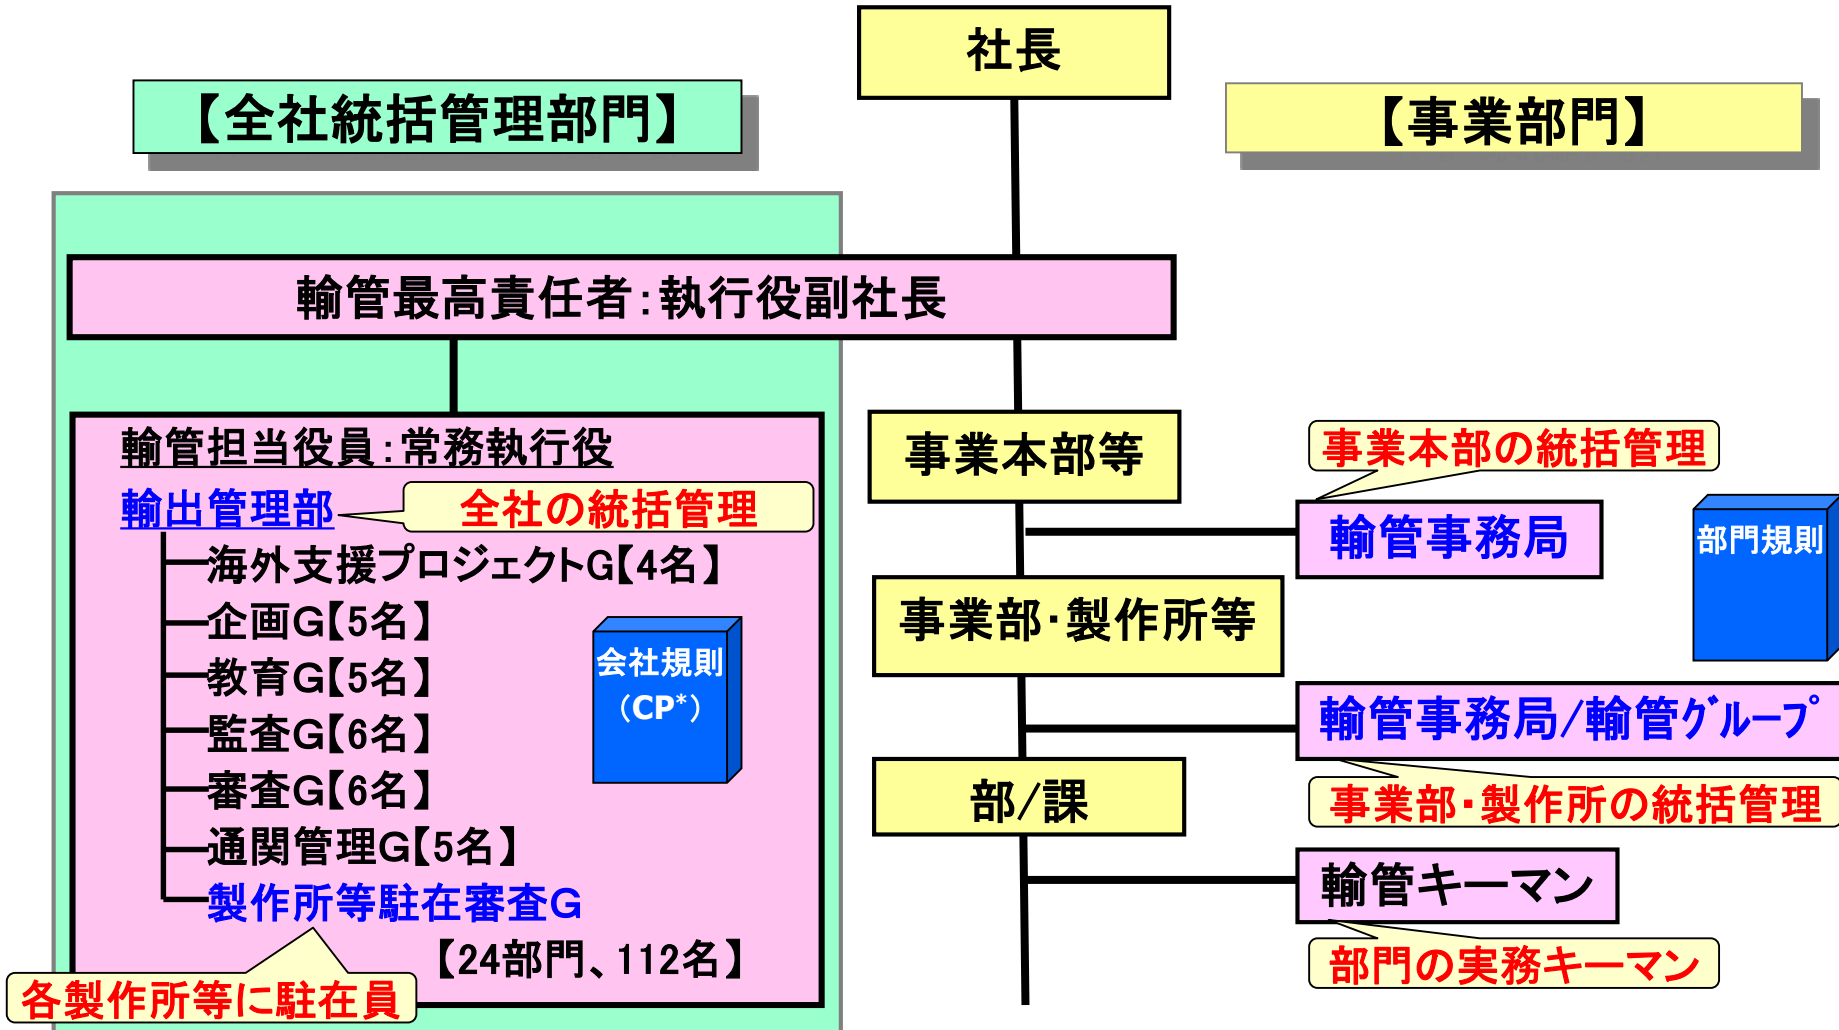 社長
【全社統括管理部門】
【事業部門】
輸管最高責任者：執行役副社長
輸管担当役員：常務執行役
輸出管理部
全社の統括管理
海外支援プロジェクトG【4名】
企画G【5名】
教育G【5名】
監査G【6名】
審査G【6名】
通関管理G【5名】
製作所等駐在審査G
【24部門、112名】
各製作所等に駐在員
会社規則
（CP*）
事業本部等
事業本部の統括管理
輸管事務局
部門規則
事業部・製作所等
輸管事務局/輸管グループ
事業部・製作所の統括管理
部/課
輸管キーマン
部門の実務キーマン